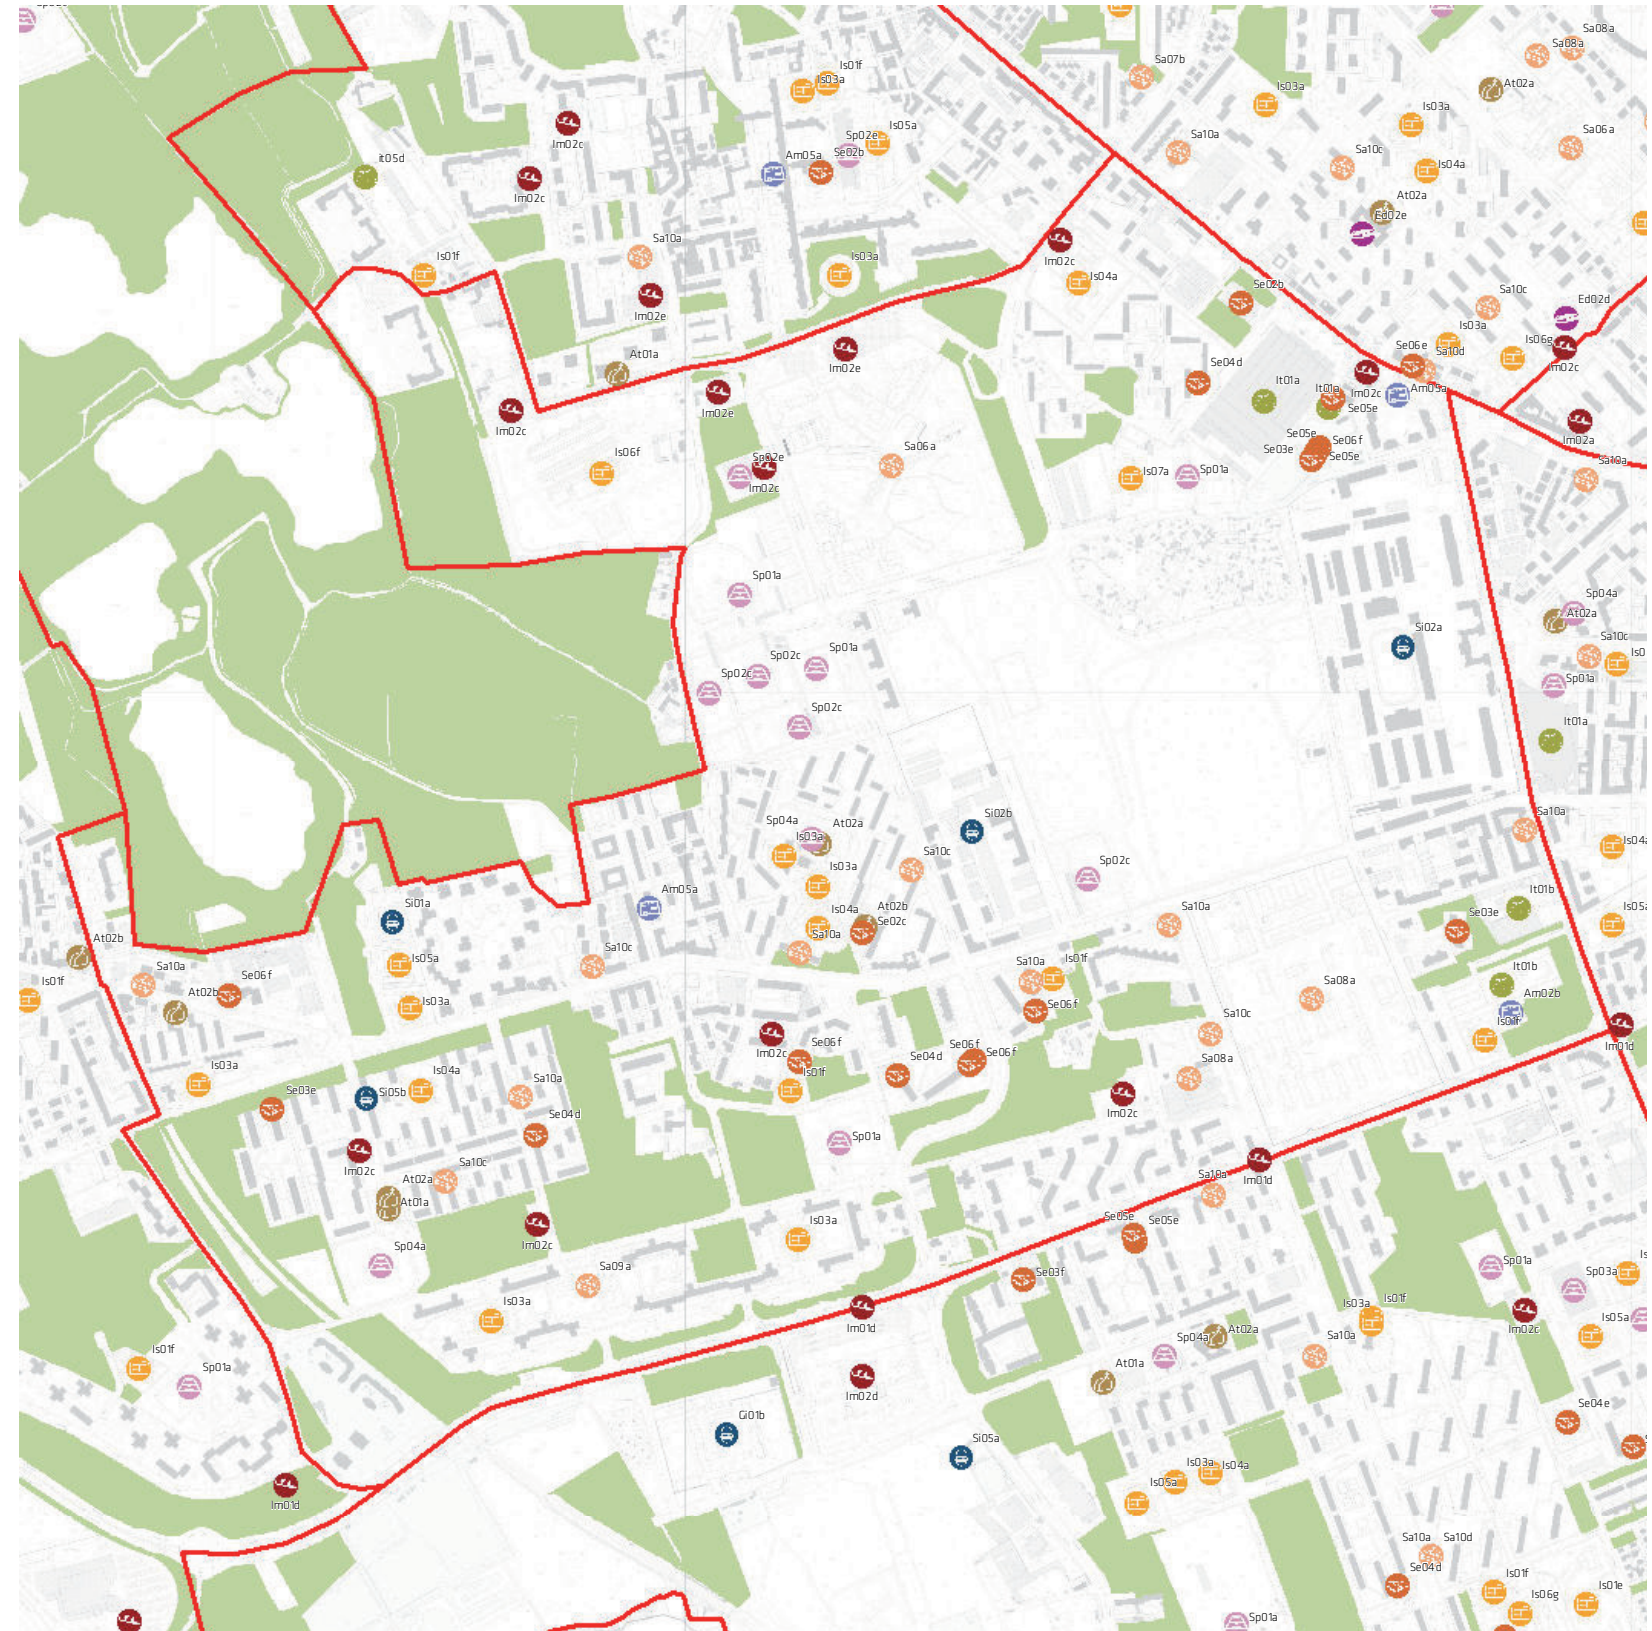 Sa08a
Sa08a
Sa07b
Is01f
Is03a
At02a
Is03a
Is03a
Im02c
Is05a
Sp02e
Sa10a
Sa06a
Se02b
Am05a
Sa10c
Is04a
it05d
Im02c
At02a
Ed02e
Sa10a
Is01f
Is03a
Im02c
Is04a
Se02b
Im02e
Sa10c
Ed02d
Is03a
Is06g
At01a
Im02e
Se04d
Se06e
Sa10d
Im02c
It01a
It01a
Im02c
Am05a
Se05e
Im02e
Im02c
Im02a
Is06f
Sp02e
Im02c
Sa06a
Se05e
Se06f
Se03e
Se05e
Is07a
Sp01a
Sa10a
Sp01a
Sp04a
At02a
Si02a
Sa10c
Sp02c
Sp01a
Sp02c
Sp01a
Sp02c
It01a
Sp04a
At02a
Is03a
Si02b
Sa10a
Sa10c
Is03a
Sp02c
Am05a
Is04a
At02b
Se02c
Si01a
Sa10a
Sa10a
It01b
Se03e
At02b
Is05a
Sa10c
Sa10a
Is01f
It01b
Is01f
Sa10a
At02b
Se06f
Is03a
Se06f
Sa08a
Am02b
Is01f
Sa10c
Im01d
Im02c
Se06f
Se06f
Se06f
Se04d
Is01f
Sa08a
Is03a
Se03e
Si05b
Is04a
Sa10a
Im02c
Se04d
Sp01a
Im02c
Sa10c
At02a
At01a
Sa10a
Im01d
Im02c
Is03a
Se05e
Se05e
Sp04a
Sa09a
Se03f
Sp01a
Sp03a
Is03a
Im01d
Is03a
Is01f
Im02c
Is05a
Is01f
Sp01a
Sp04a
At02a
Sa10a
At01a
Im02d
Gi01b
Si05a
Se04e
Is03a
Is04a
Is05a
Im01d
Sa10a
Sa10d
Se04d
Is01f
Is06g
Is01e
Sp01a